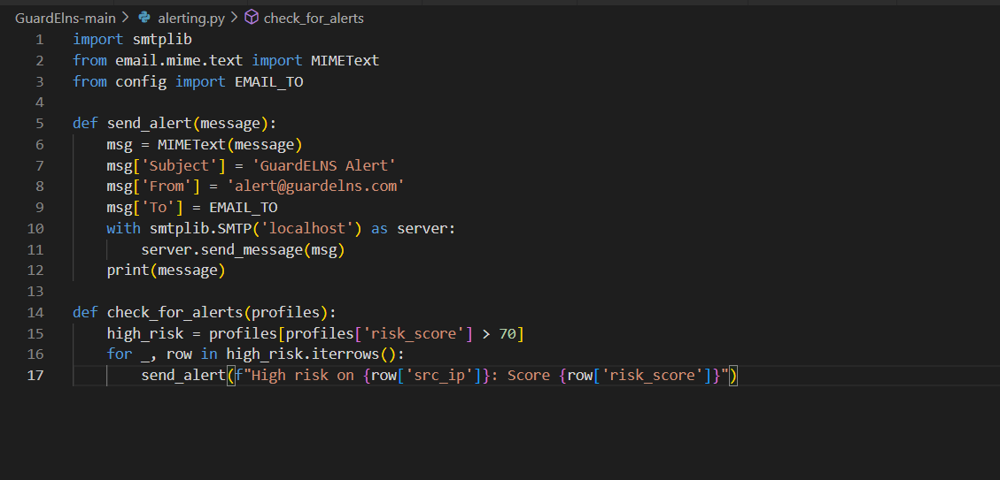 GuardElns-main > alerting.py > check_for_alerts
1 import smtplib
2 from email.mime.text import MIMEText
3 from config import EMAIL_TO
4
5 def send_alert(message):
6     msg = MIMEText(message)
7     msg['Subject'] = 'GuardELNS Alert'
8     msg['From'] = 'alert@guardelns.com'
9     msg['To'] = EMAIL_TO
10     with smtplib.SMTP('localhost') as server:
11         server.send_message(msg)
12     print(message)
13
14 def check_for_alerts(profiles):
15     high_risk = profiles[profiles['risk_score'] > 70]
16     for _, row in high_risk.iterrows():
17         send_alert(f"High risk on {row['src_ip']}: Score {row['risk_score']}")